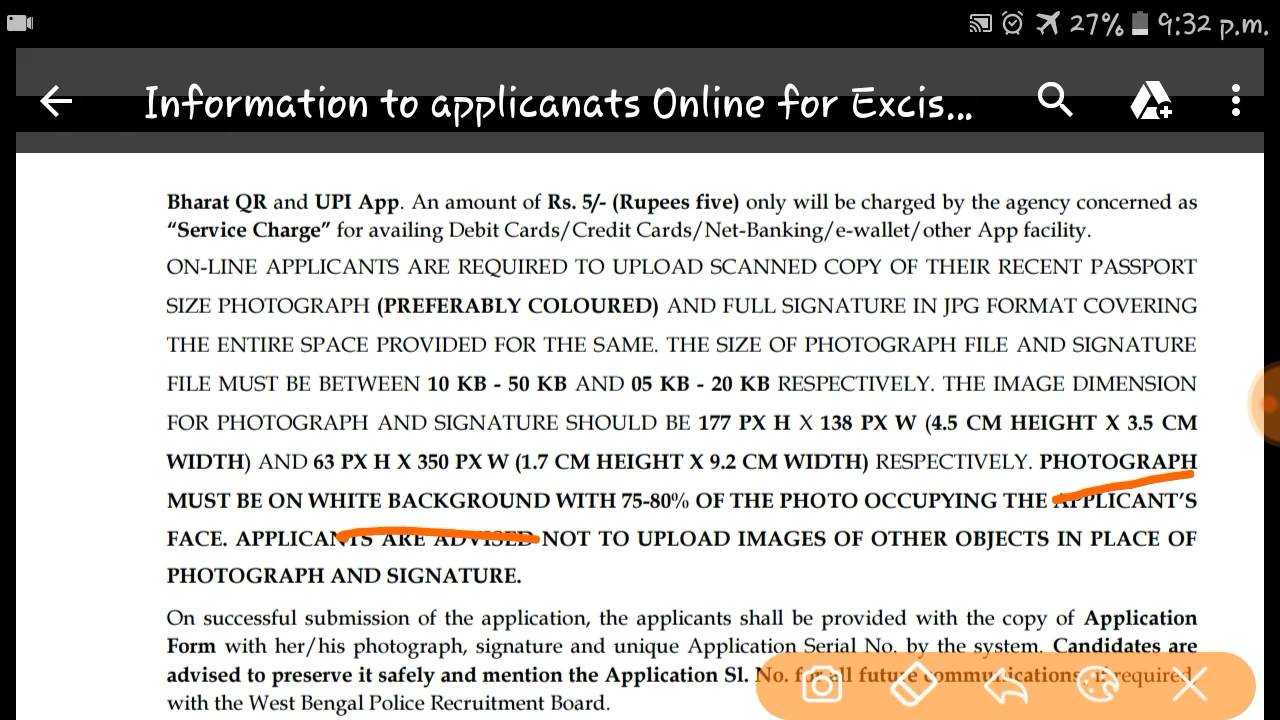 27% 9:32 p.m.
Information to applicanats Online for Excis...
Bharat QR and UPI App. An amount of Rs. 5/- (Rupees five) only will be charged by the agency concerned as
“Service Charge” for availing Debit Cards/Credit Cards/Net-Banking/e-wallet/other App facility.
ON-LINE APPLICANTS ARE REQUIRED TO UPLOAD SCANNED COPY OF THEIR RECENT PASSPORT
SIZE PHOTOGRAPH (PREFERABLY COLOURED) AND FULL SIGNATURE IN JPG FORMAT COVERING
THE ENTIRE SPACE PROVIDED FOR THE SAME. THE SIZE OF PHOTOGRAPH FILE AND SIGNATURE
FILE MUST BE BETWEEN 10 KB - 50 KB AND 05 KB - 20 KB RESPECTIVELY. THE IMAGE DIMENSION
FOR PHOTOGRAPH AND SIGNATURE SHOULD BE 177 PX H X 138 PX W (4.5 CM HEIGHT X 3.5 CM
WIDTH) AND 63 PX H X 350 PX W (1.7 CM HEIGHT X 9.2 CM WIDTH) RESPECTIVELY. PHOTOGRAPH
MUST BE ON WHITE BACKGROUND WITH 75-80% OF THE PHOTO OCCUPYING THE APPLICANT’S
FACE. APPLICANTS ARE ADVISED NOT TO UPLOAD IMAGES OF OTHER OBJECTS IN PLACE OF
PHOTOGRAPH AND SIGNATURE.
On successful submission of the application, the applicants shall be provided with the copy of Application
Form with her/his photograph, signature and unique Application Serial No. by the system. Candidates are
advised to preserve it safely and mention the Application Sl. No. for all future communications, if required,
with the West Bengal Police Recruitment Board.